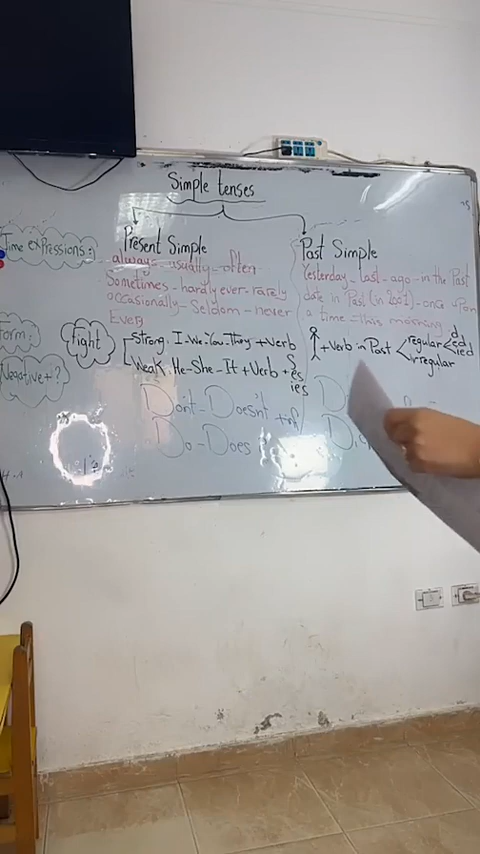 Simple tenses
Time expressions:
Present Simple
always - usually - often
Sometimes - hardly ever - rarely
occasionally - Seldom - never
Ever
Past Simple
Yesterday - last - ago - in the Past
date in Past (in 2001) - once upon
a time - this morning
form:
Fight
Strong: I - We - You - They + Verb
Weak: He - She - It + Verb + s
es
ies
+ Verb in Past
regular
d
ed
ied
irregular
Negative + ?
Don't - Doesn't
Do - Does
+ inf